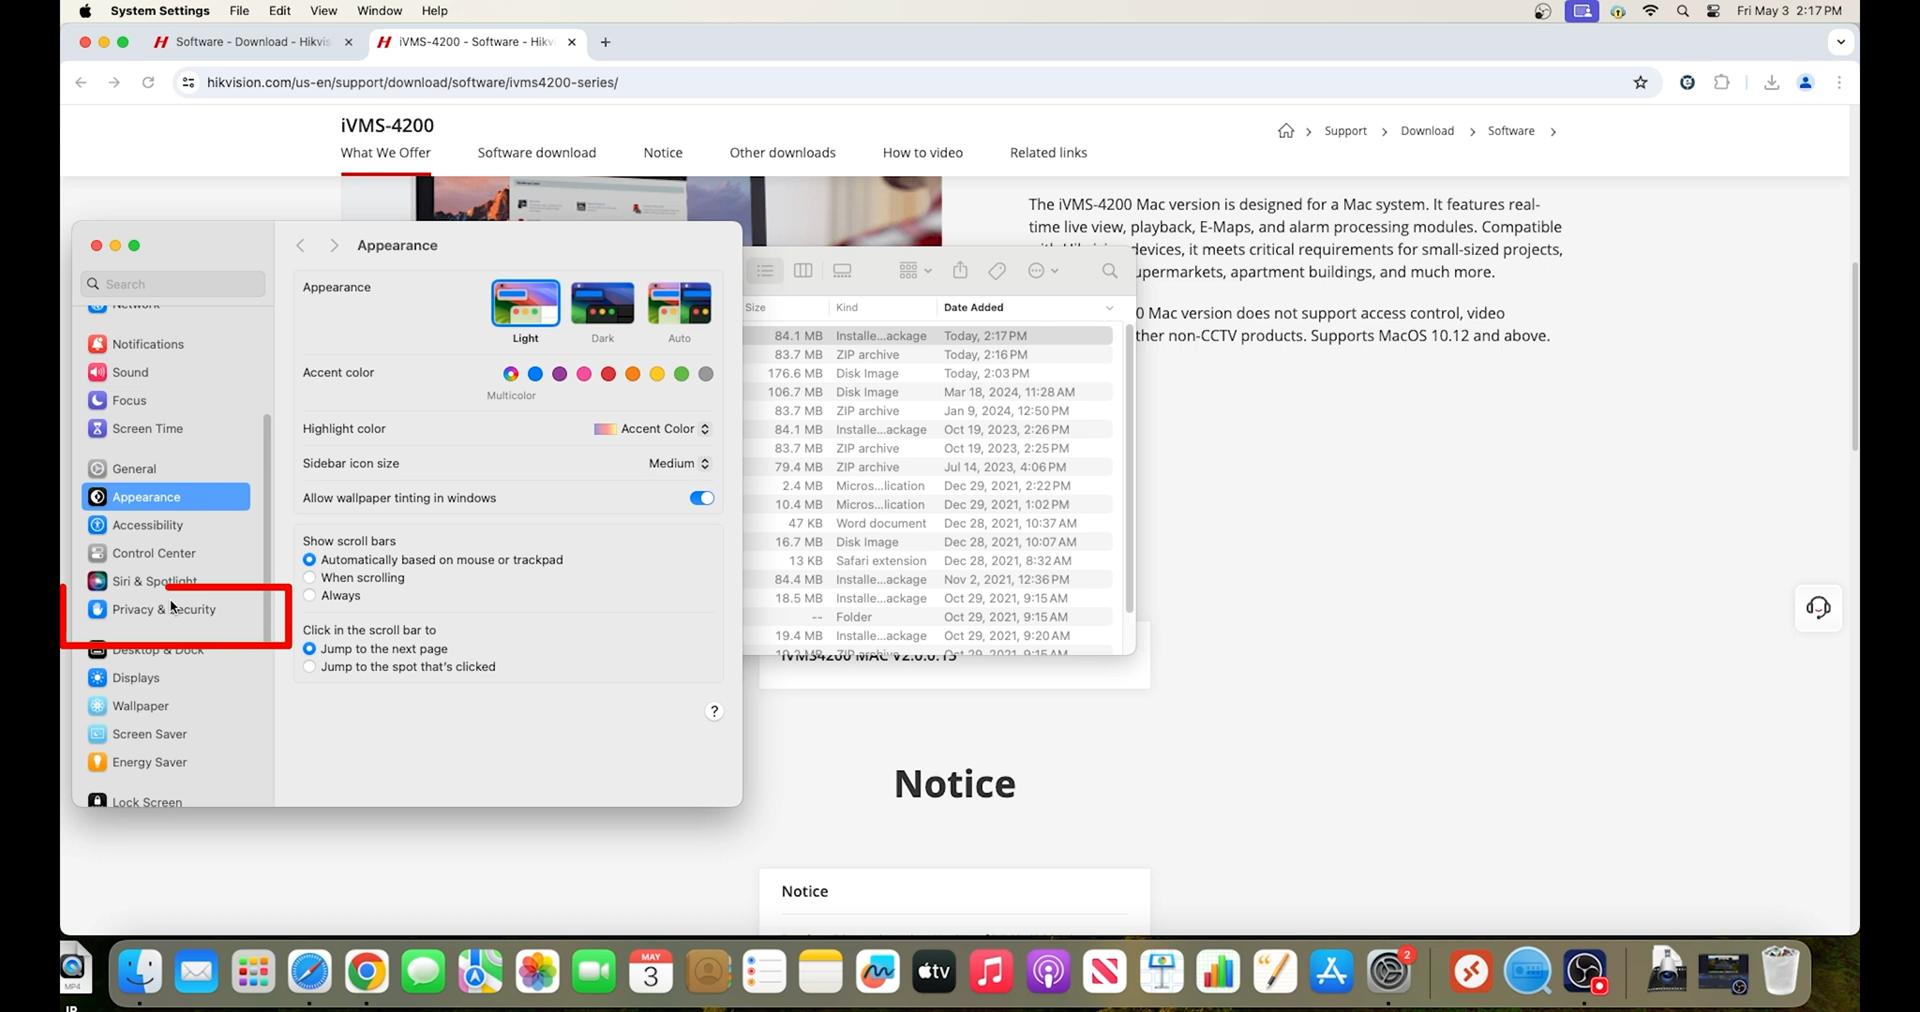 System Settings File Edit View Window Help Fri May 3 2:17 PM
Software - Download - Hikvis iVMS-4200 - Software - Hikv
hikvision.com/us-en/support/download/software/ivms4200-series/
iVMS-4200
Support Download Software
What We Offer Software download Notice Other downloads How to video Related links
The iVMS-4200 Mac version is designed for a Mac system. It features real-
time live view, playback, E-Maps, and alarm processing modules. Compatible
devices, it meets critical requirements for small-sized projects,
upermarkets, apartment buildings, and much more.
0 Mac version does not support access control, video
ther non-CCTV products. Supports MacOS 10.12 and above.
Search
Network
Notifications
Sound
Focus
Screen Time
General
Appearance
Accessibility
Control Center
Siri & Spotlight
Privacy & Security
Desktop & Dock
Displays
Wallpaper
Screen Saver
Energy Saver
Lock Screen
Appearance
Appearance
Light Dark Auto
Accent color
Multicolor
Highlight color Accent Color
Sidebar icon size Medium
Allow wallpaper tinting in windows
Show scroll bars
Automatically based on mouse or trackpad
When scrolling
Always
Click in the scroll bar to
Jump to the next page
Jump to the spot that's clicked
?
Size Kind Date Added
84.1 MB Installe...ackage Today, 2:17 PM
83.7 MB ZIP archive Today, 2:16 PM
176.6 MB Disk Image Today, 2:03 PM
106.7 MB Disk Image Mar 18, 2024, 11:28 AM
83.7 MB ZIP archive Jan 9, 2024, 12:50 PM
84.1 MB Installe...ackage Oct 19, 2023, 2:26 PM
83.7 MB ZIP archive Oct 19, 2023, 2:25 PM
79.4 MB ZIP archive Jul 14, 2023, 4:06 PM
2.4 MB Micros...lication Dec 29, 2021, 2:22 PM
10.4 MB Micros...lication Dec 29, 2021, 1:02 PM
47 KB Word document Dec 28, 2021, 10:37 AM
16.7 MB Disk Image Dec 28, 2021, 10:07 AM
13 KB Safari extension Dec 28, 2021, 8:32 AM
84.4 MB Installe...ackage Nov 2, 2021, 12:36 PM
18.5 MB Installe...ackage Oct 29, 2021, 9:15 AM
-- Folder Oct 29, 2021, 9:15 AM
19.4 MB Installe...ackage Oct 29, 2021, 9:20 AM
ZIP archive Oct 29, 2021, 9:15 AM
iVMS4200 MAC V2.0.0.15
Notice
Notice
MP4
MAY
3
tv
2